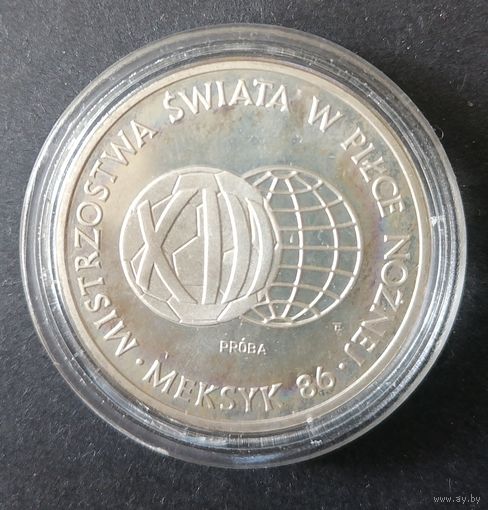 MISTRZOSTWA ŚWIATA W PIŁCE NOŻNEJ
XIII
PRÓBA
· MEKSYK 86 ·
www.ay.by